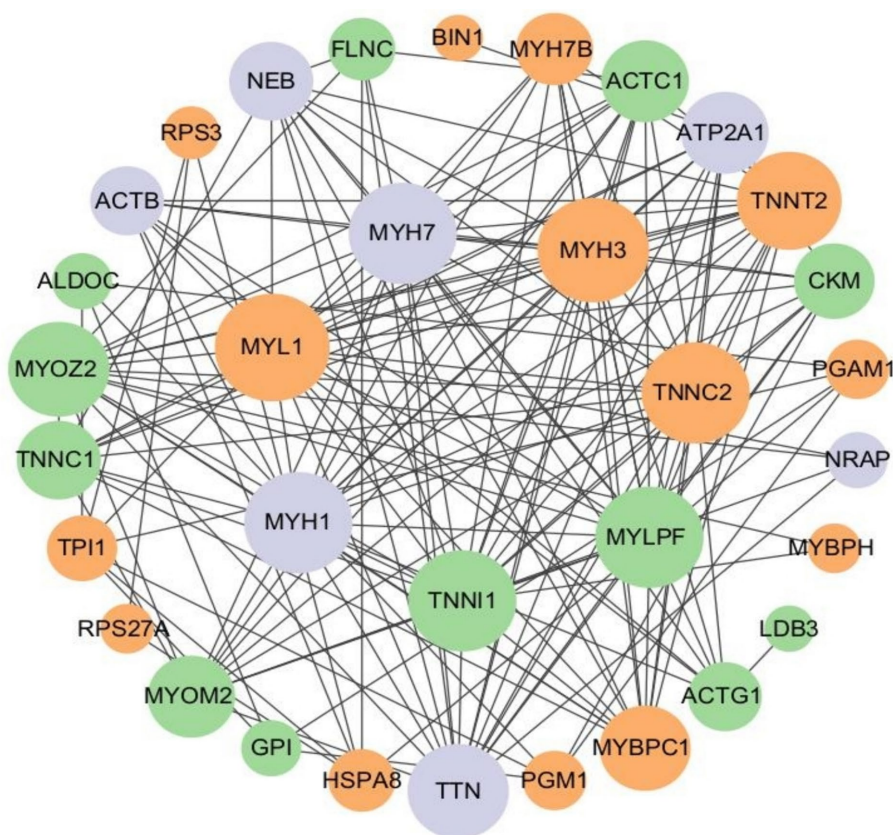 FLNC
BIN1
MYH7B
NEB
ACTC1
ATP2A1
RPS3
ACTB
TNNT2
MYH7
MYH3
ALDOC
CKM
MYL1
MYOZ2
PGAM1
TNNC2
TNNC1
NRAP
MYH1
MYLPF
TPI1
MYBPH
TNNI1
RPS27A
LDB3
MYOM2
ACTG1
GPI
MYBPC1
HSPA8
TTN
PGM1